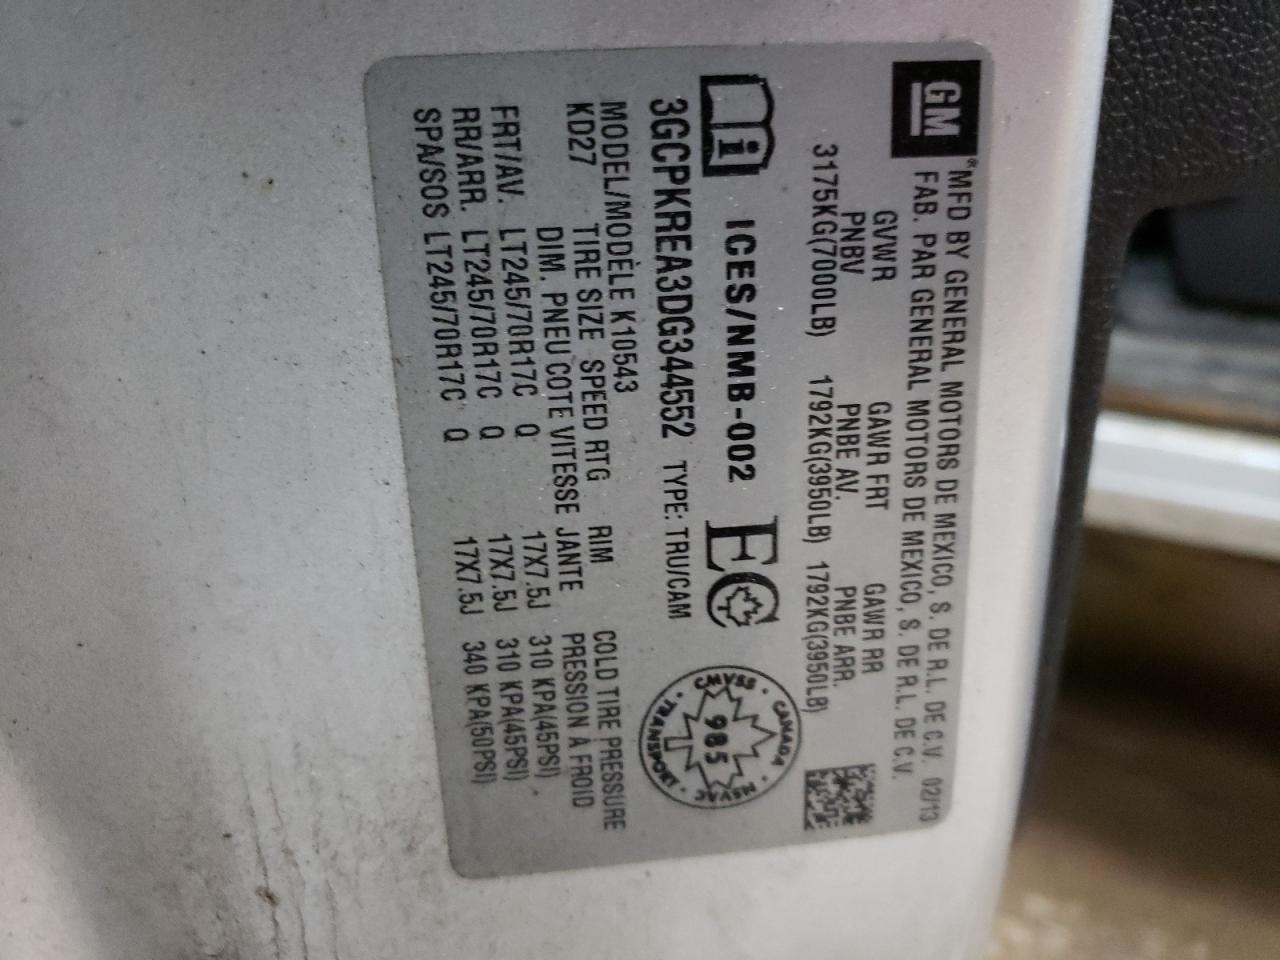 GM
® MFD BY GENERAL MOTORS DE MEXICO, S. DE R.L. DE C.V. 02/13
FAB. PAR GENERAL MOTORS DE MEXICO, S. DE R.L. DE C.V.
GVWR GAWR FRT GAWR RR
PNBV PNBE AV. PNBE ARR.
3175KG(7000LB) 1792KG(3950LB) 1792KG(3950LB)
i ICES/NMB-002 EC
3GCPKREA3DG344552 TYPE: TRU/CAM
CANADA · NSVAC · TRANSPORT · CMVSS ·
985
MODEL/MODÈLE K10543
KD27 TIRE SIZE SPEED RTG RIM COLD TIRE PRESSURE
DIM. PNEU COTE VITESSE JANTE PRESSION À FROID
FRT/AV. LT245/70R17C Q 17X7.5J 310 KPA(45PSI)
RR/ARR. LT245/70R17C Q 17X7.5J 310 KPA(45PSI)
SPA/SOS LT245/70R17C Q 17X7.5J 340 KPA(50PSI)